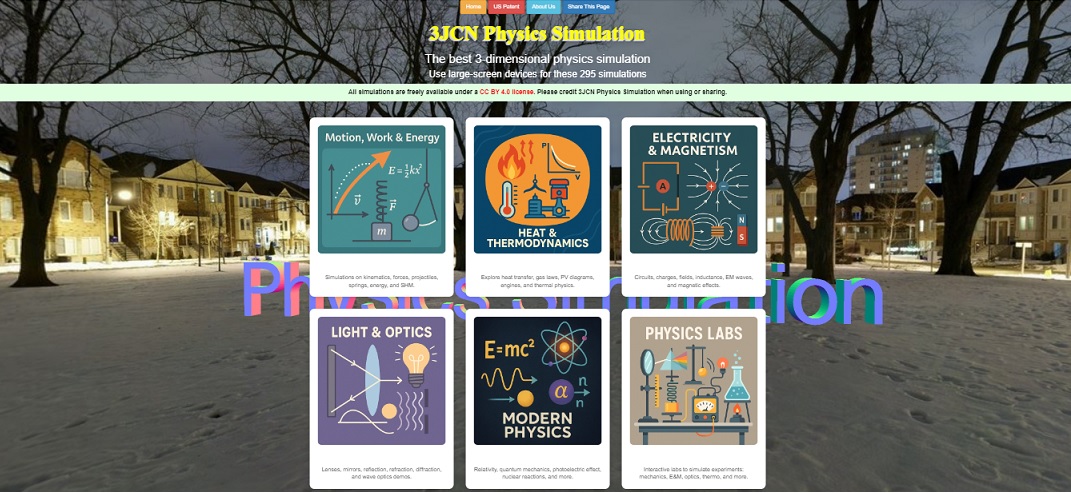 Home US Patent About Us Share This Page
3JCN Physics Simulation
The best 3-dimensional physics simulation
Use large-screen devices for these 295 simulations
All simulations are freely available under a CC BY 4.0 license. Please credit 3JCN Physics Simulation when using or sharing.
Motion, Work & Energy
E = ½kx²
v
F
m
Simulations on kinematics, forces, projectiles,
springs, energy, and SHM.
P
V
HEAT &
THERMODYNAMICS
Explore heat transfer, gas laws, PV diagrams,
engines, and thermal physics.
ELECTRICITY
& MAGNETISM
A
+ −
N
S
Circuits, charges, fields, inductance, EM waves,
and magnetic effects.
Physics Simulation
LIGHT & OPTICS
Lenses, mirrors, reflection, refraction, diffraction,
and wave optics demos.
E=mc²
α n
n
MODERN
PHYSICS
Relativity, quantum mechanics, photoelectric effect,
nuclear reactions, and more.
PHYSICS LABS
Interactive labs to simulate experiments:
mechanics, E&M, optics, thermo, and more.